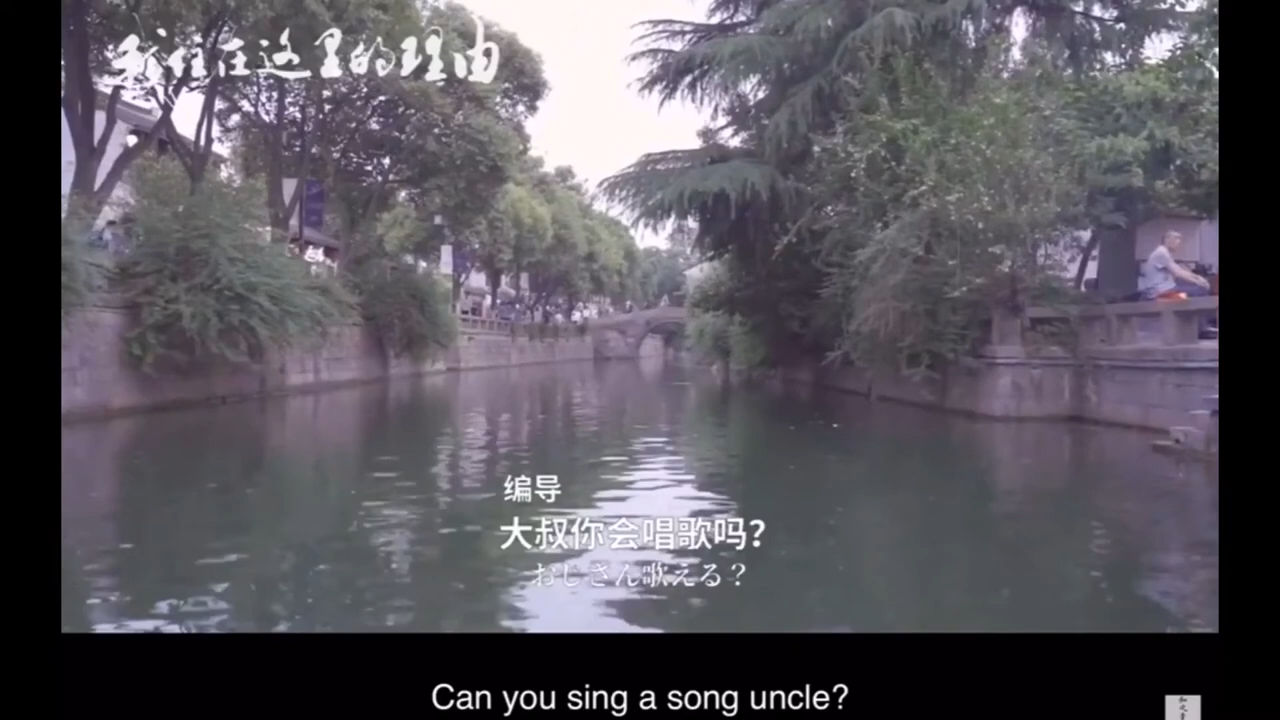 我住在这里的理由
编导
大叔你会唱歌吗？
おじさん歌える？
Can you sing a song uncle?